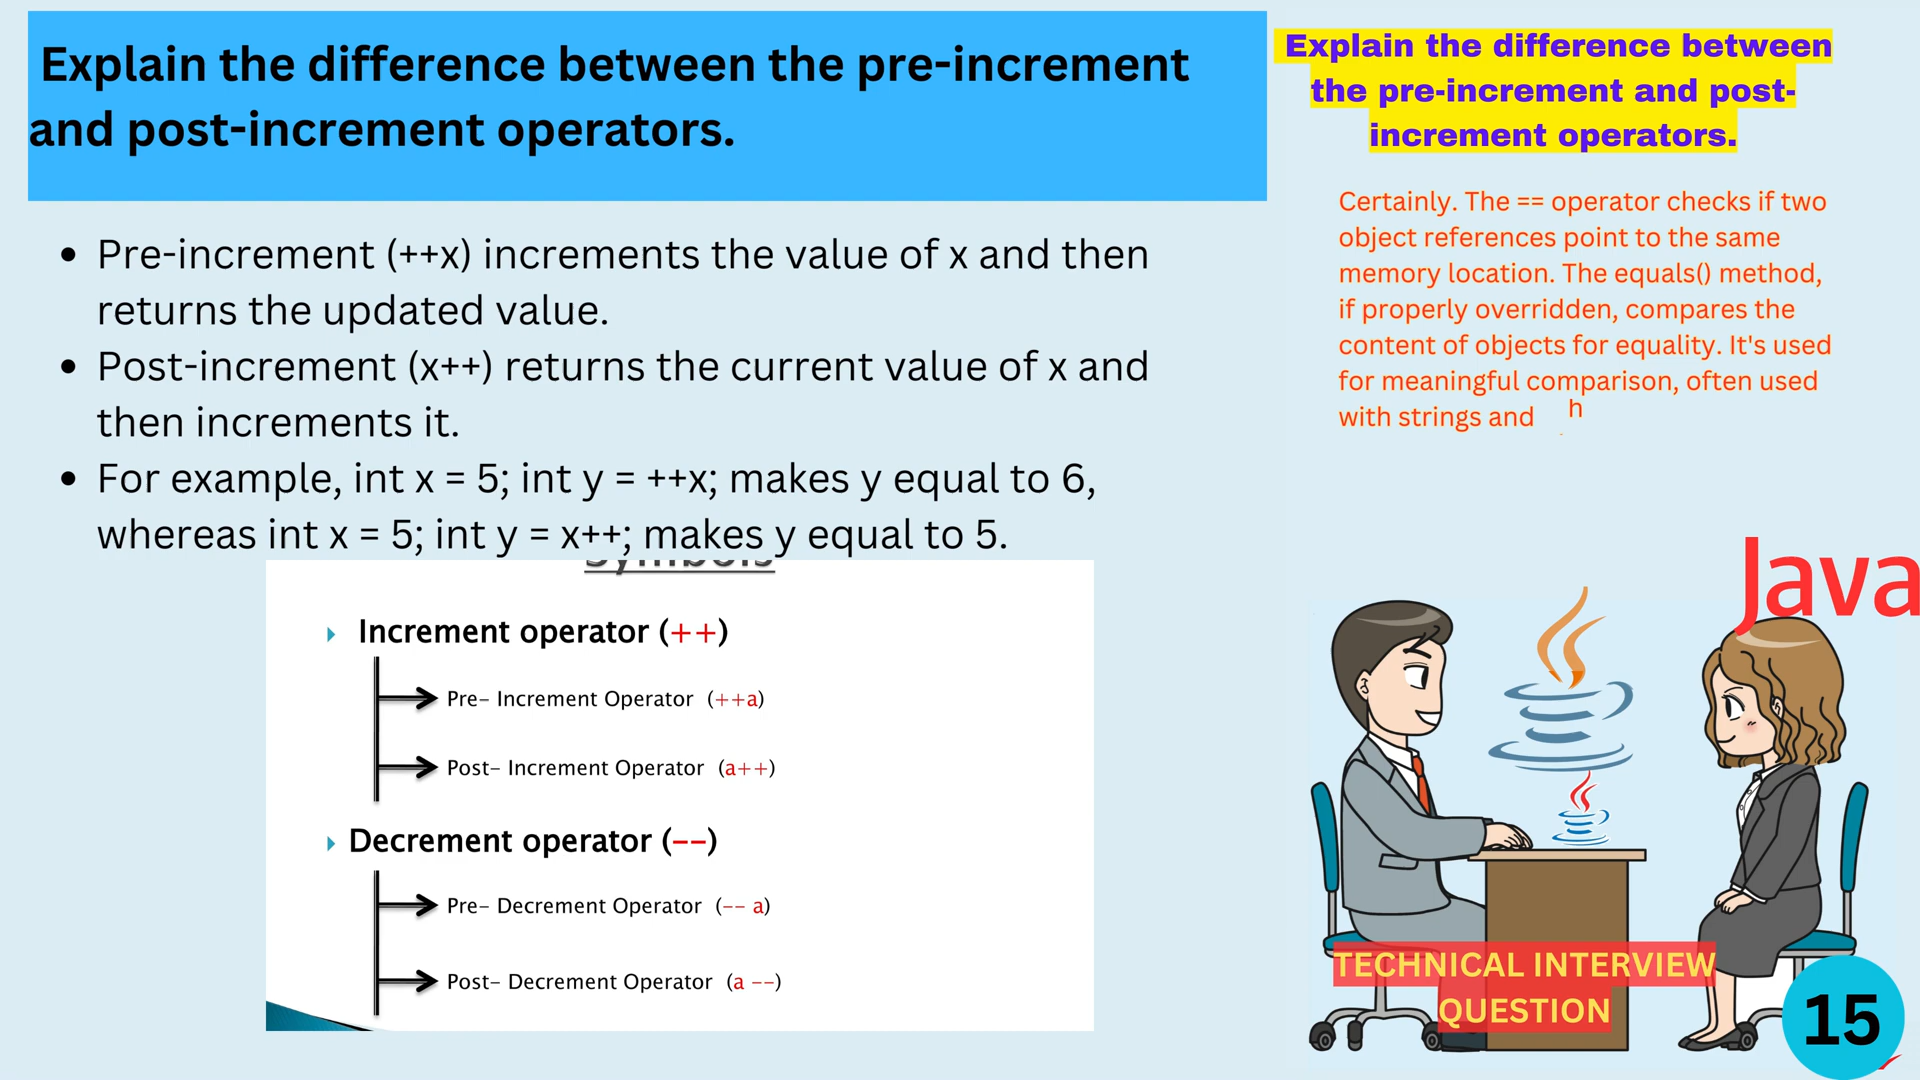 Explain the difference between the pre-increment
and post-increment operators.
Pre-increment (++x) increments the value of x and then
returns the updated value.
Post-increment (x++) returns the current value of x and
then increments it.
For example, int x = 5; int y = ++x; makes y equal to 6,
whereas int x = 5; int y = x++; makes y equal to 5.
Symbols
Increment operator (++)
Pre- Increment Operator (++a)
Post- Increment Operator (a++)
Decrement operator (--)
Pre- Decrement Operator (-- a)
Post- Decrement Operator (a --)
Explain the difference between
the pre-increment and post-
increment operators.
Certainly. The == operator checks if two
object references point to the same
memory location. The equals() method,
if properly overridden, compares the
content of objects for equality. It's used
for meaningful comparison, often used
with strings and h
Java
TECHNICAL INTERVIEW
QUESTION
15